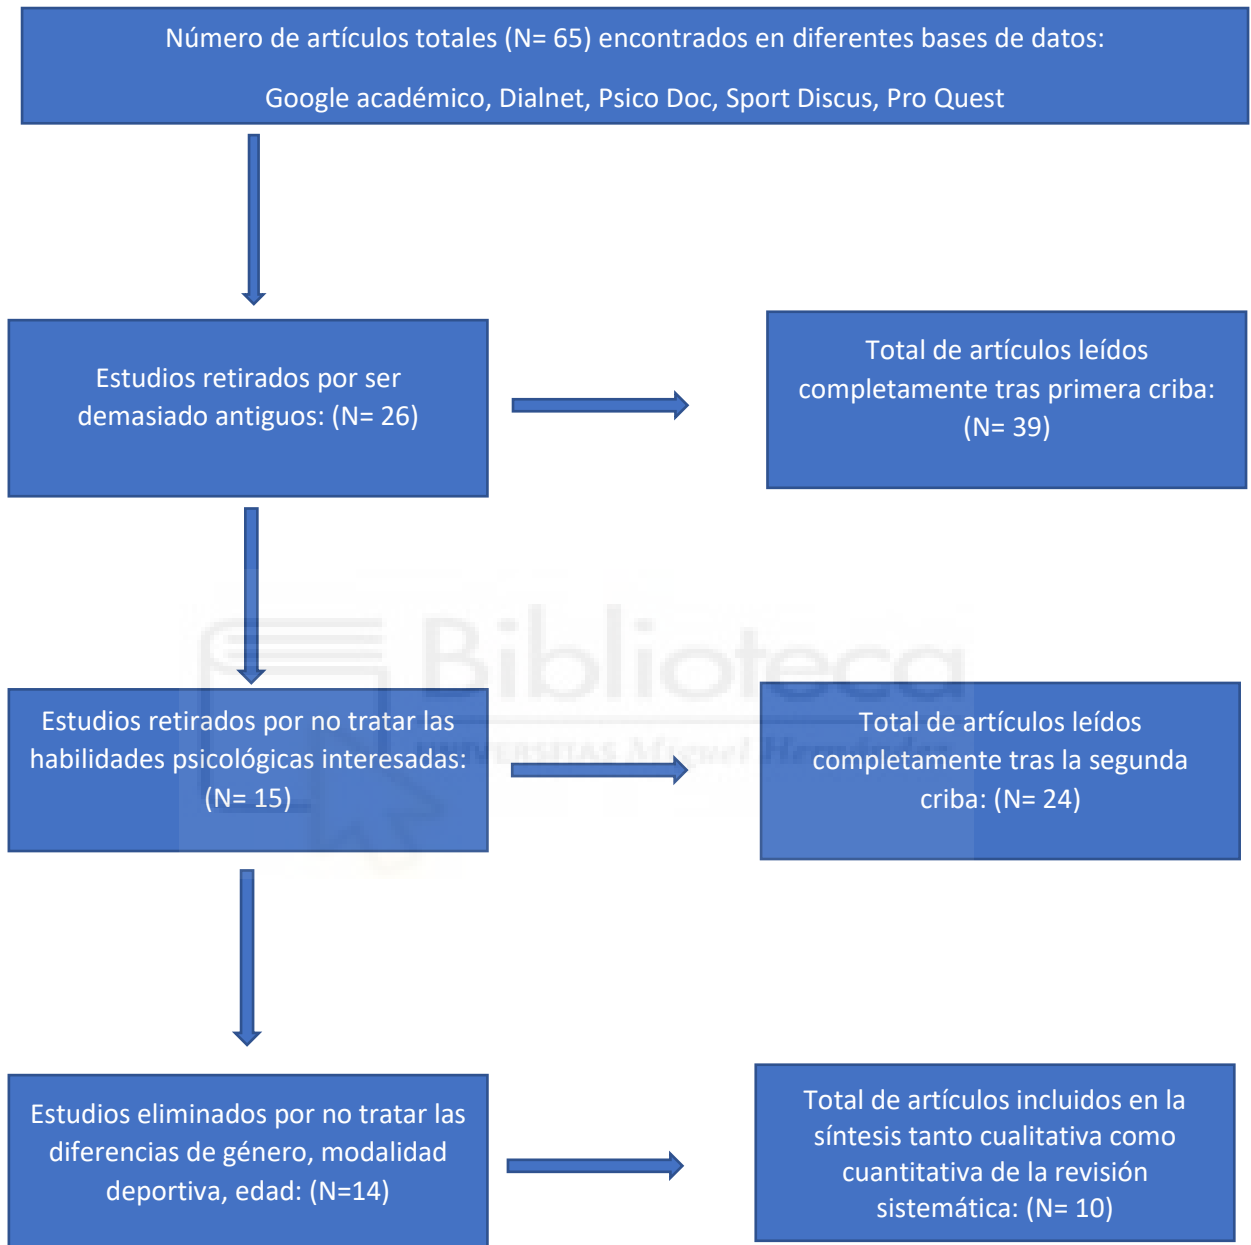 Número de artículos totales (N= 65) encontrados en diferentes bases de datos:
Google académico, Dialnet, Psico Doc, Sport Discus, Pro Quest
Estudios retirados por ser
demasiado antiguos: (N= 26)
Total de artículos leídos
completamente tras primera criba:
(N= 39)
Estudios retirados por no tratar las
habilidades psicológicas interesadas:
(N= 15)
Total de artículos leídos
completamente tras la segunda
criba: (N= 24)
Biblioteca
UNIVERSITAS Miguel Hernández
Estudios eliminados por no tratar las
diferencias de género, modalidad
deportiva, edad: (N=14)
Total de artículos incluidos en la
síntesis tanto cualitativa como
cuantitativa de la revisión
sistemática: (N= 10)